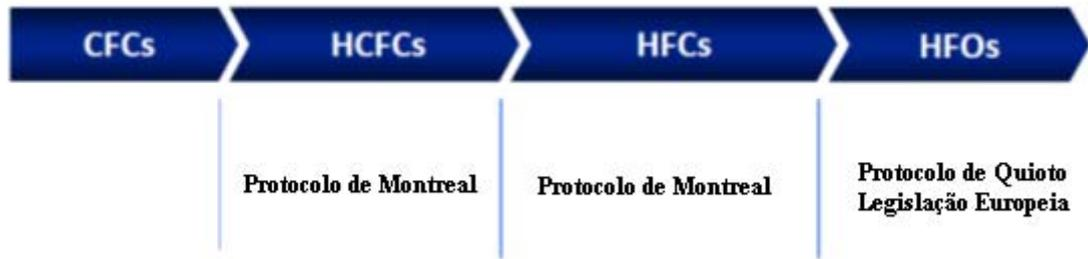 CFCs
HCFCs
HFCs
HFOs
Protocolo de Montreal
Protocolo de Montreal
Protocolo de Quioto
Legislação Europeia